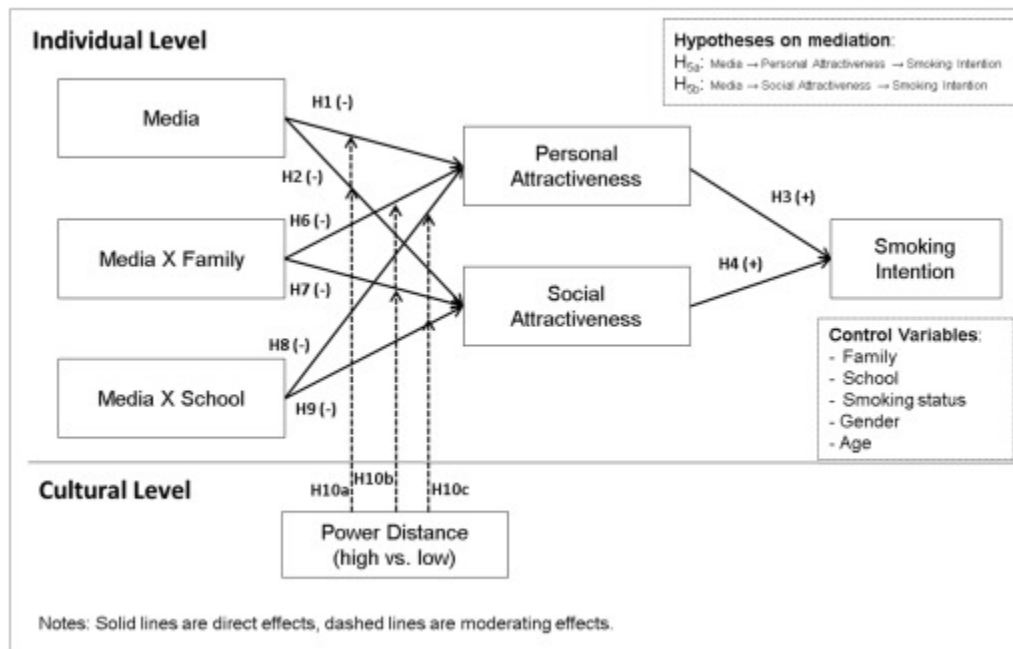 Individual Level
Hypotheses on mediation:
H5a: Media → Personal Attractiveness → Smoking Intention
H5b: Media → Social Attractiveness → Smoking Intention
Media
H1 (-)
H2 (-)
Personal
Attractiveness
H3 (+)
Media X Family
H6 (-)
H7 (-)
Smoking
Intention
H4 (+)
Social
Attractiveness
Media X School
H8 (-)
H9 (-)
Control Variables:
- Family
- School
- Smoking status
- Gender
- Age
Cultural Level
H10a
H10b
H10c
Power Distance
(high vs. low)
Notes: Solid lines are direct effects, dashed lines are moderating effects.